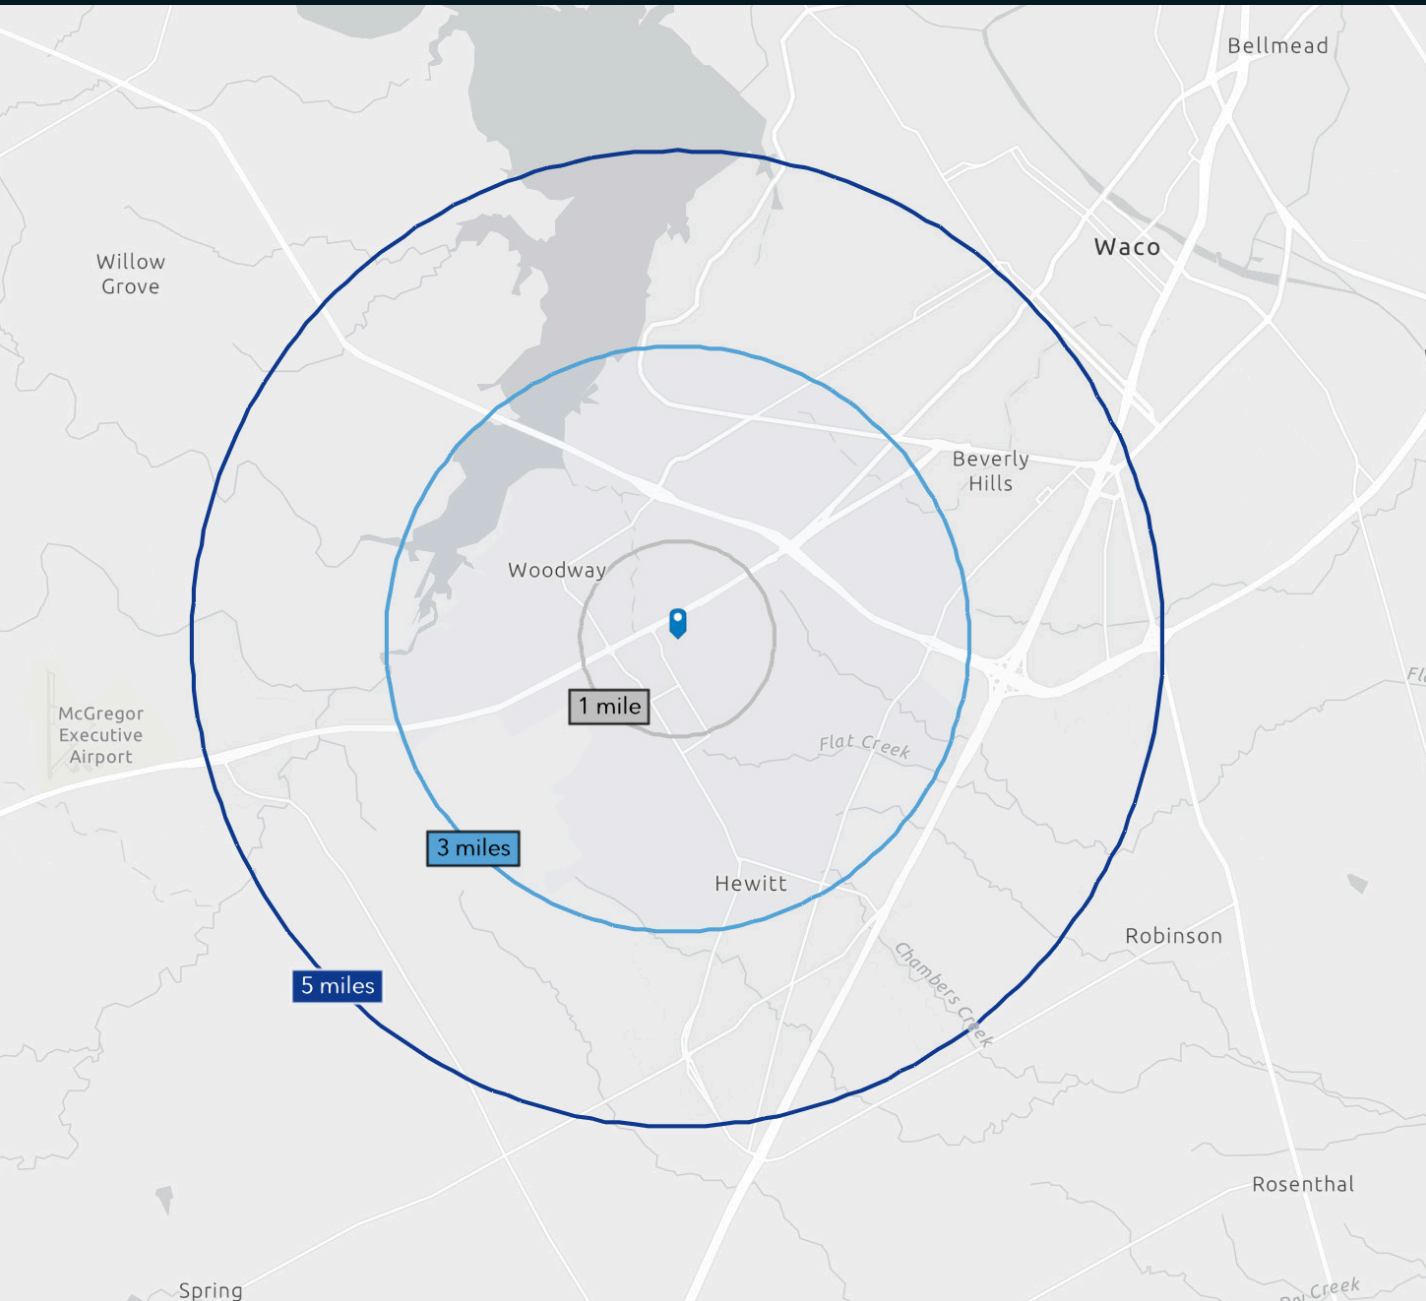 Bellmead
Waco
Willow
Grove
Beverly
Hills
Woodway
1 mile
McGregor
Executive
Airport
Flat Creek
3 miles
Hewitt
Robinson
Chambers Creek
5 miles
Rosenthal
Spring
Creek